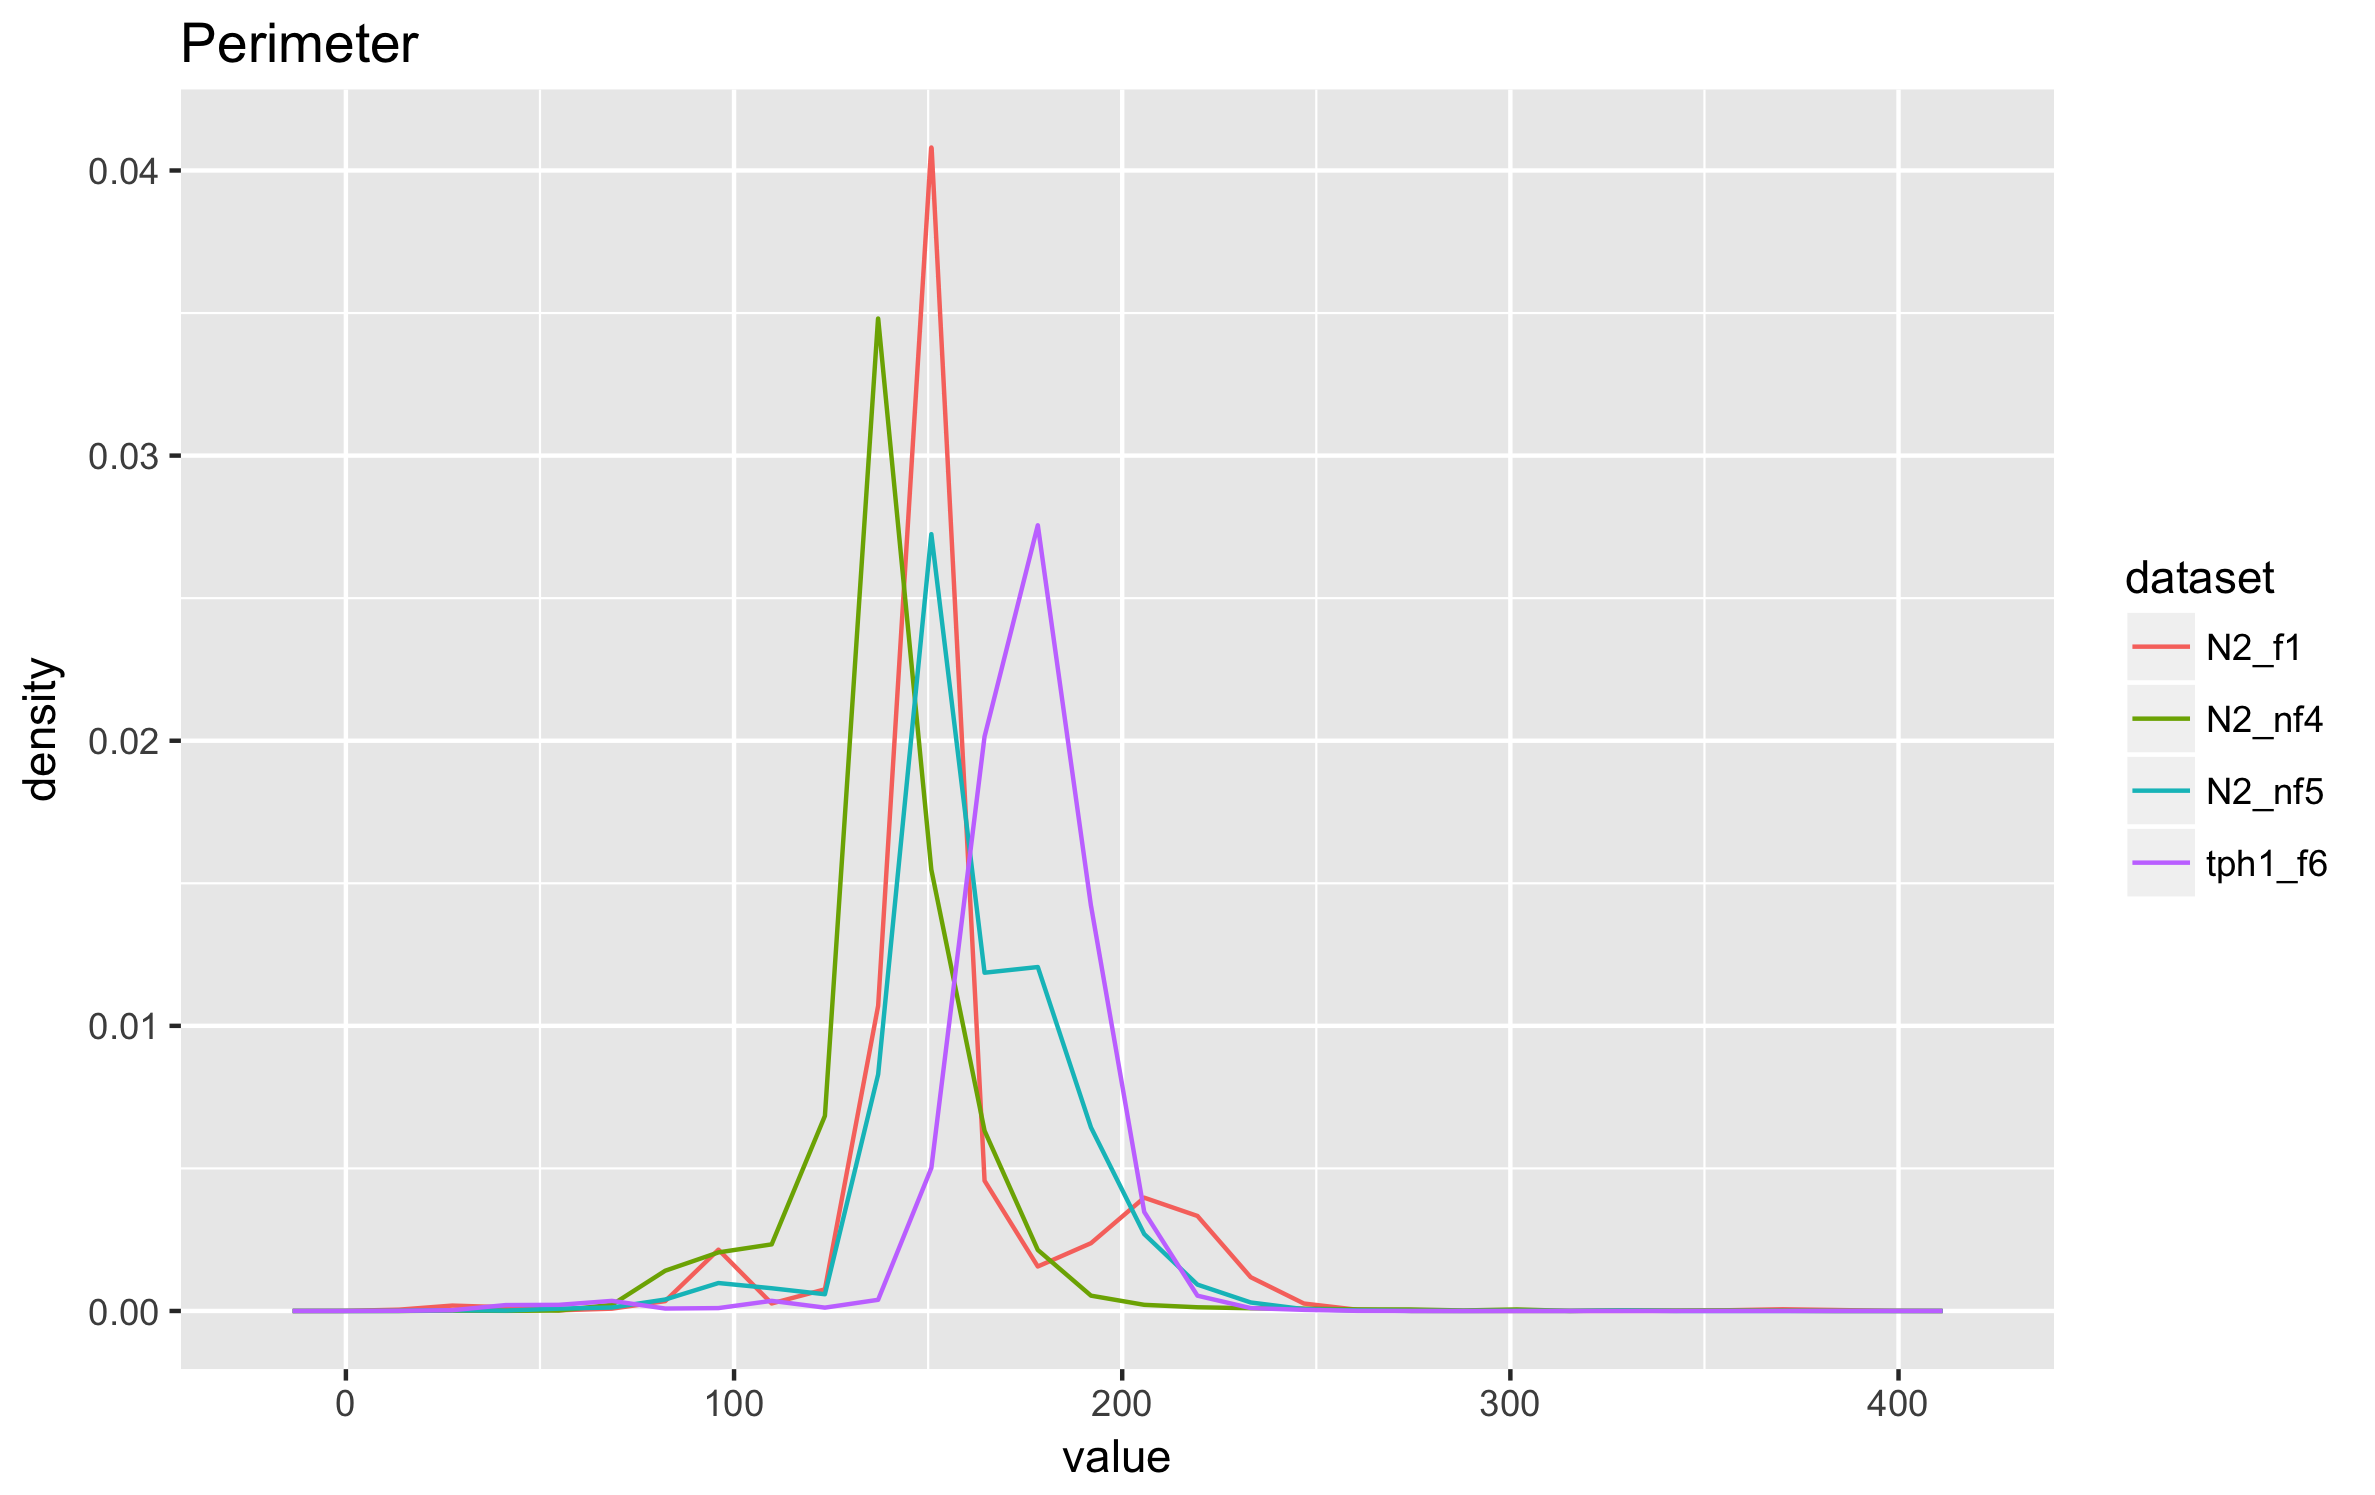 Perimeter
0.04
0.03
0.02
0.01
0.00
density
0 100 200 300 400
value
dataset
N2_f1
N2_nf4
N2_nf5
tph1_f6